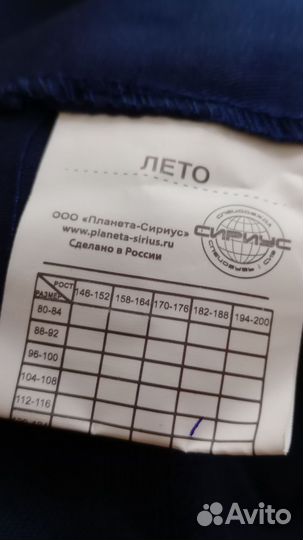 ЛЕТО
ООО «Планета-Сириус»
www.planeta-sirius.ru
Сделано в России
СПЕЦОДЕЖДА
СИРИУС
РОСТ 146-152 158-164 170-176 182-188 194-200
РАЗМЕР
80-84
88-92
96-100
104-108
112-116
Avito